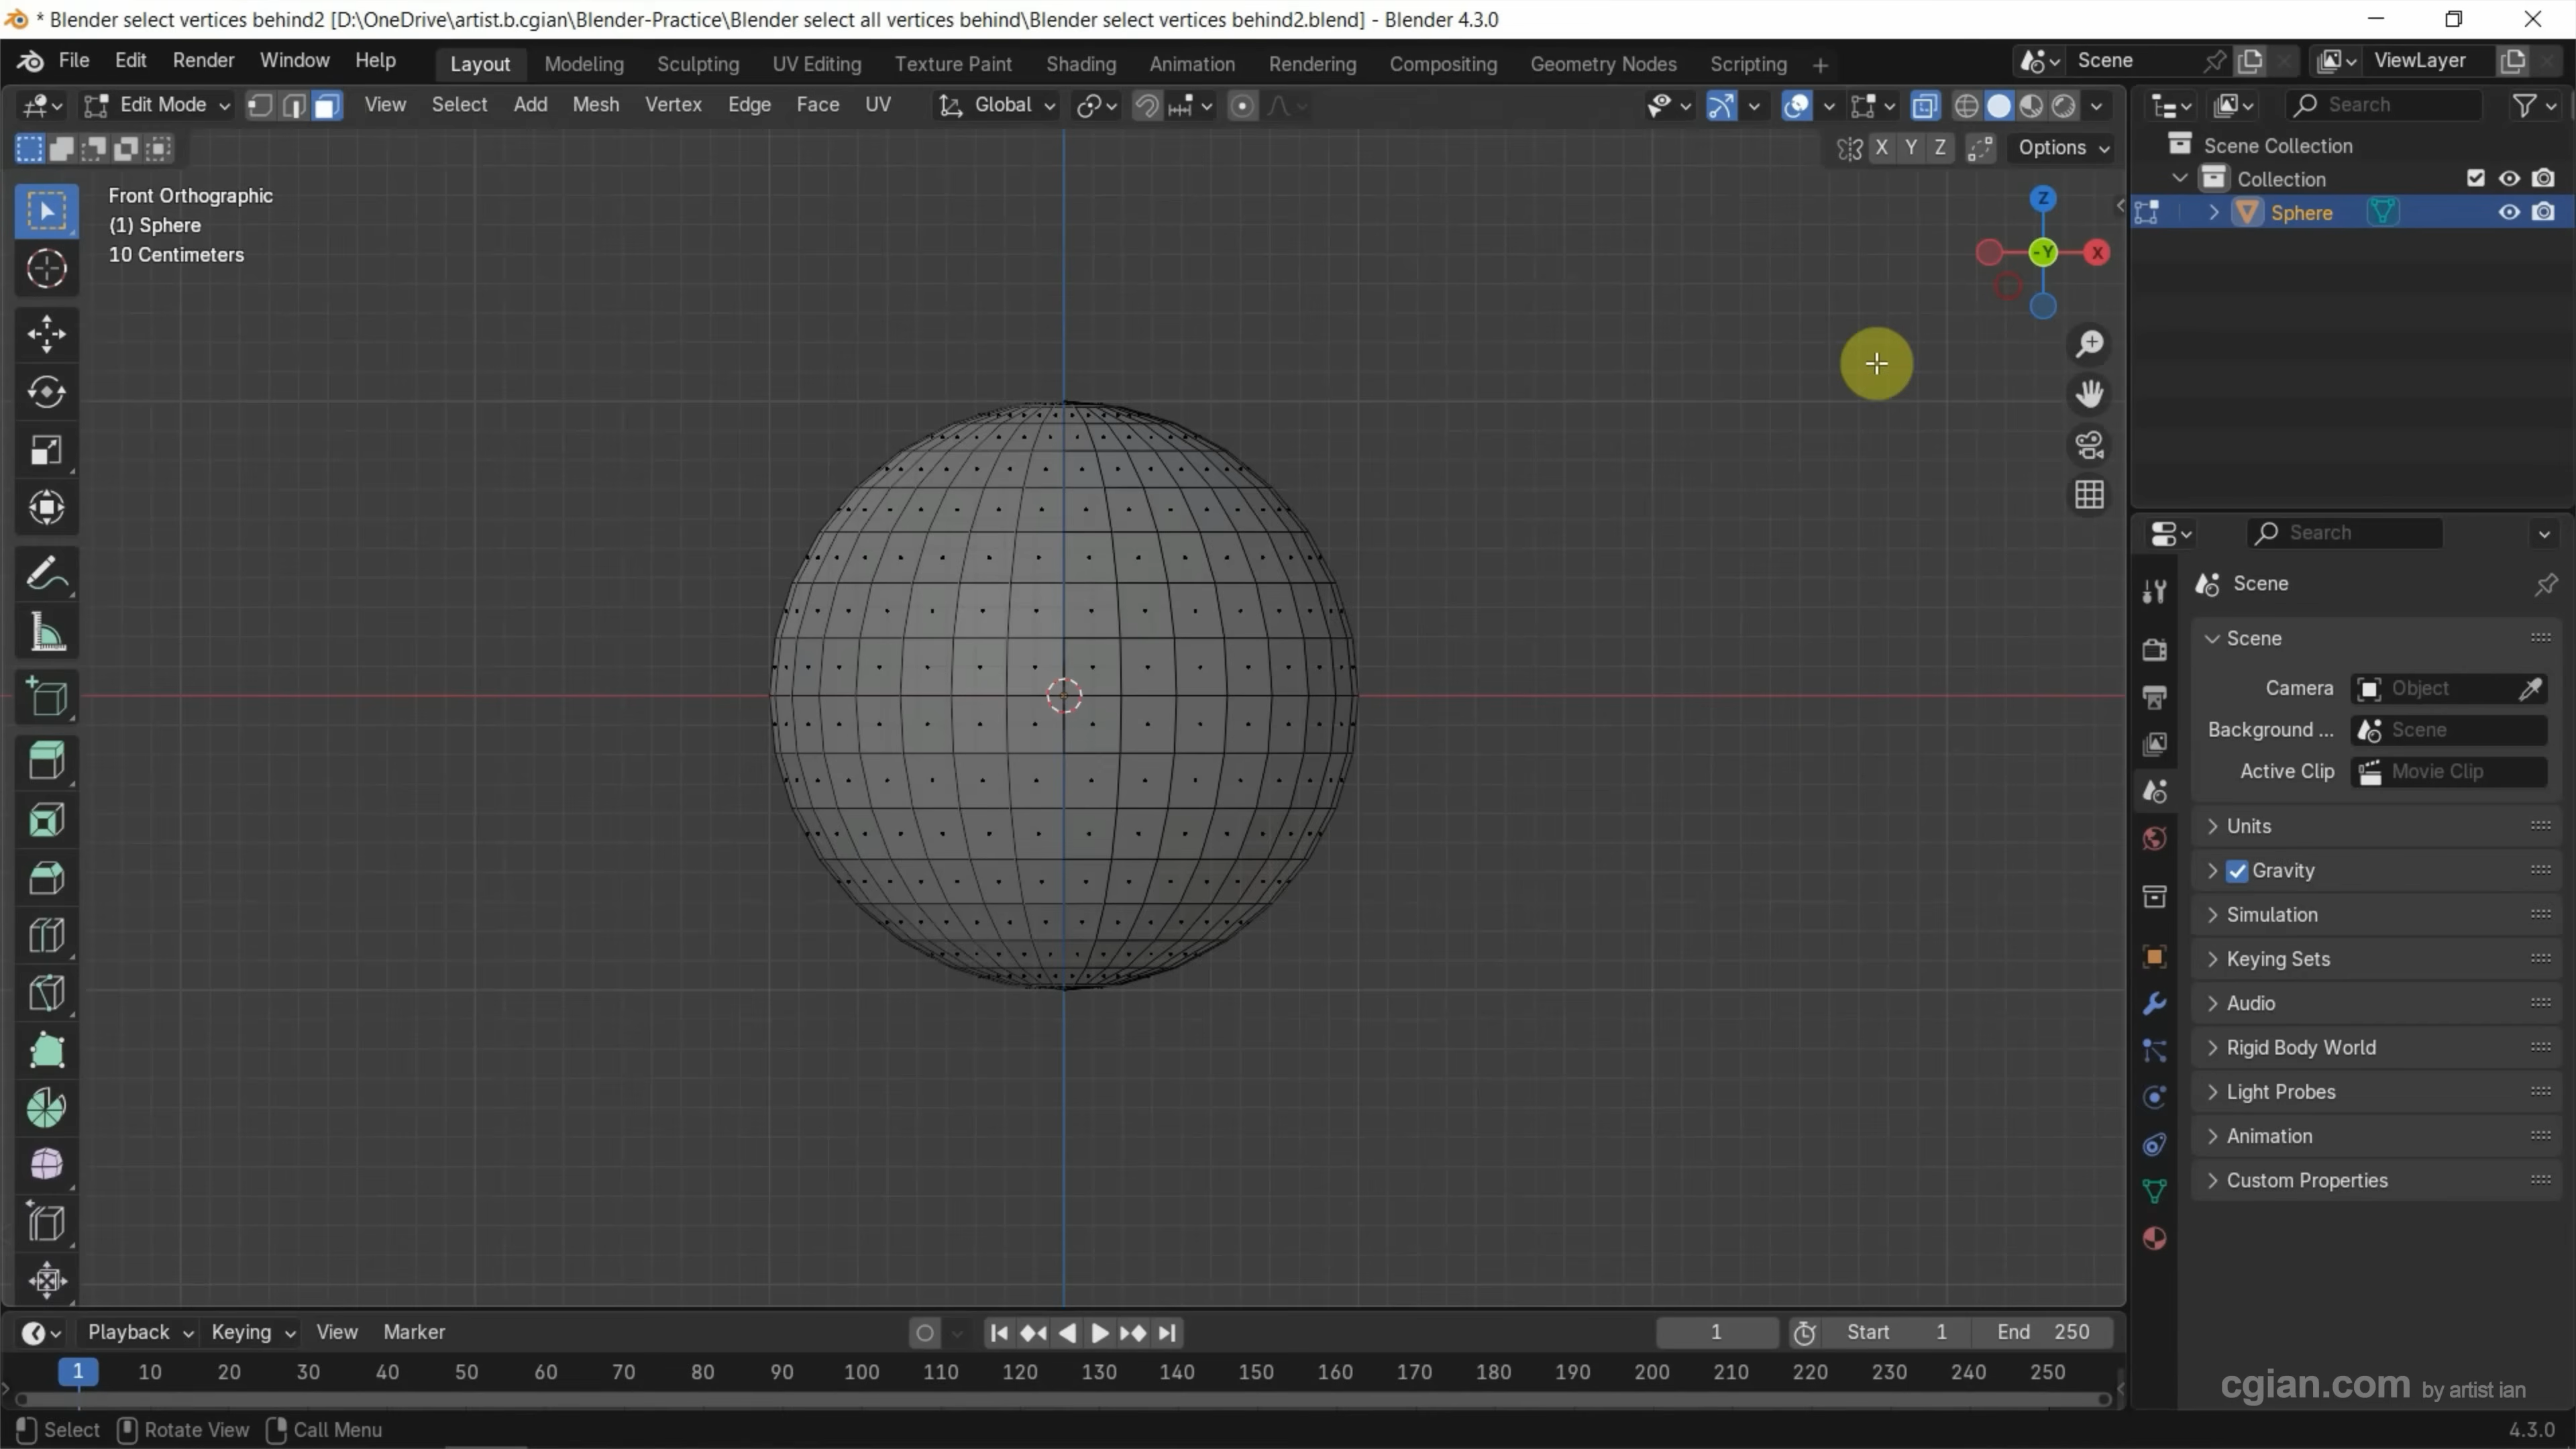 * Blender select vertices behind2 [D:\OneDrive\artist.b.cgian\Blender-Practice\Blender select all vertices behind\Blender select vertices behind2.blend] - Blender 4.3.0
File Edit Render Window Help Layout Modeling Sculpting UV Editing Texture Paint Shading Animation Rendering Compositing Geometry Nodes Scripting + Scene ViewLayer
Edit Mode View Select Add Mesh Vertex Edge Face UV Global Search
X Y Z Options
Scene Collection
Collection
Sphere
Front Orthographic
(1) Sphere
10 Centimeters
Z
-Y
X
Search
Scene
Scene
Camera Object
Background ... Scene
Active Clip Movie Clip
Units
Gravity
Simulation
Keying Sets
Audio
Rigid Body World
Light Probes
Animation
Custom Properties
Playback Keying View Marker 1 Start 1 End 250
1 10 20 30 40 50 60 70 80 90 100 110 120 130 140 150 160 170 180 190 200 210 220 230 240 250
cgian.com by artist ian
Select Rotate View Call Menu 4.3.0